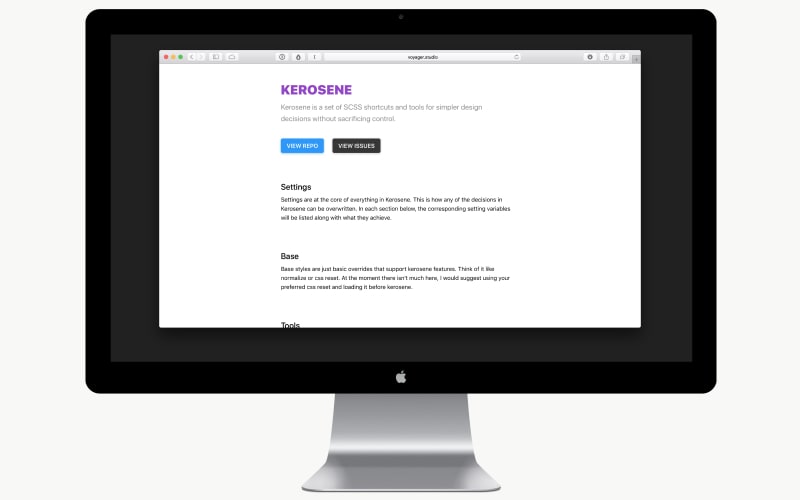 voyager.studio
KEROSENE
Kerosene is a set of SCSS shortcuts and tools for simpler design
decisions without sacrificing control.
VIEW REPO
VIEW ISSUES
Settings
Settings are at the core of everything in Kerosene. This is how any of the decisions in
Kerosene can be overwritten. In each section below, the corresponding setting variables
will be listed along with what they achieve.
Base
Base styles are just basic overrides that support kerosene features. Think of it like
normalize or css reset. At the moment there isn't much here, I would suggest using your
preferred css reset and loading it before kerosene.
Tools